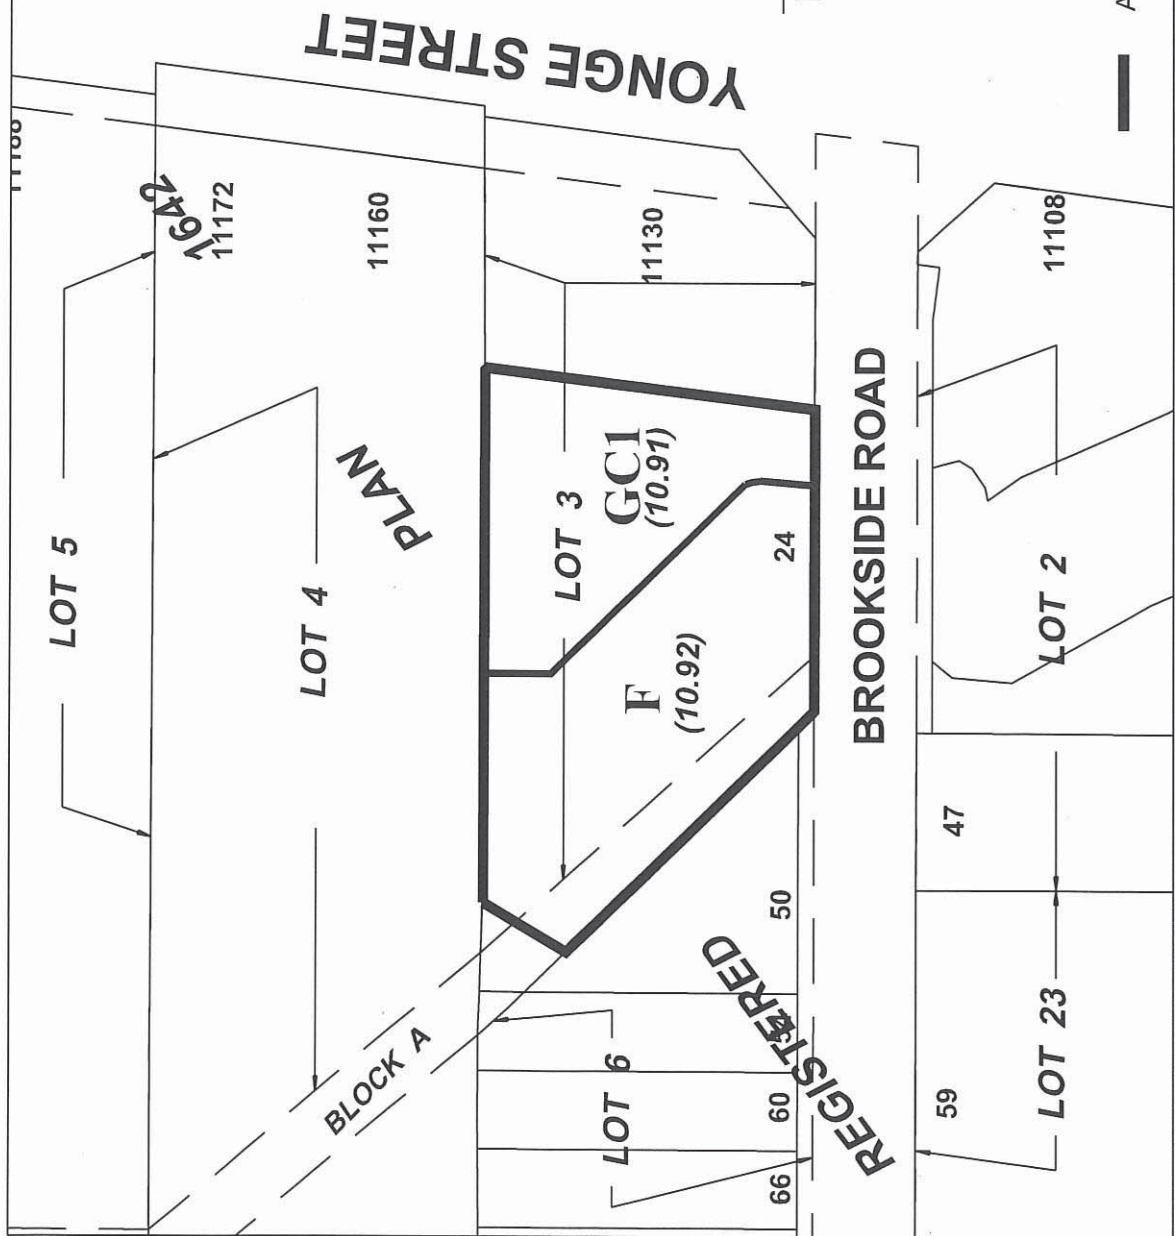 YONGE STREET
1642
11172
11160
11130
11108
LOT 5
LOT 4
PLAN
LOT 3
GC1
(10.91)
24
F
(10.92)
BROOKSIDE ROAD
LOT 2
BLOCK A
50
47
REGISTERED
LOT 6
60
66
59
LOT 23